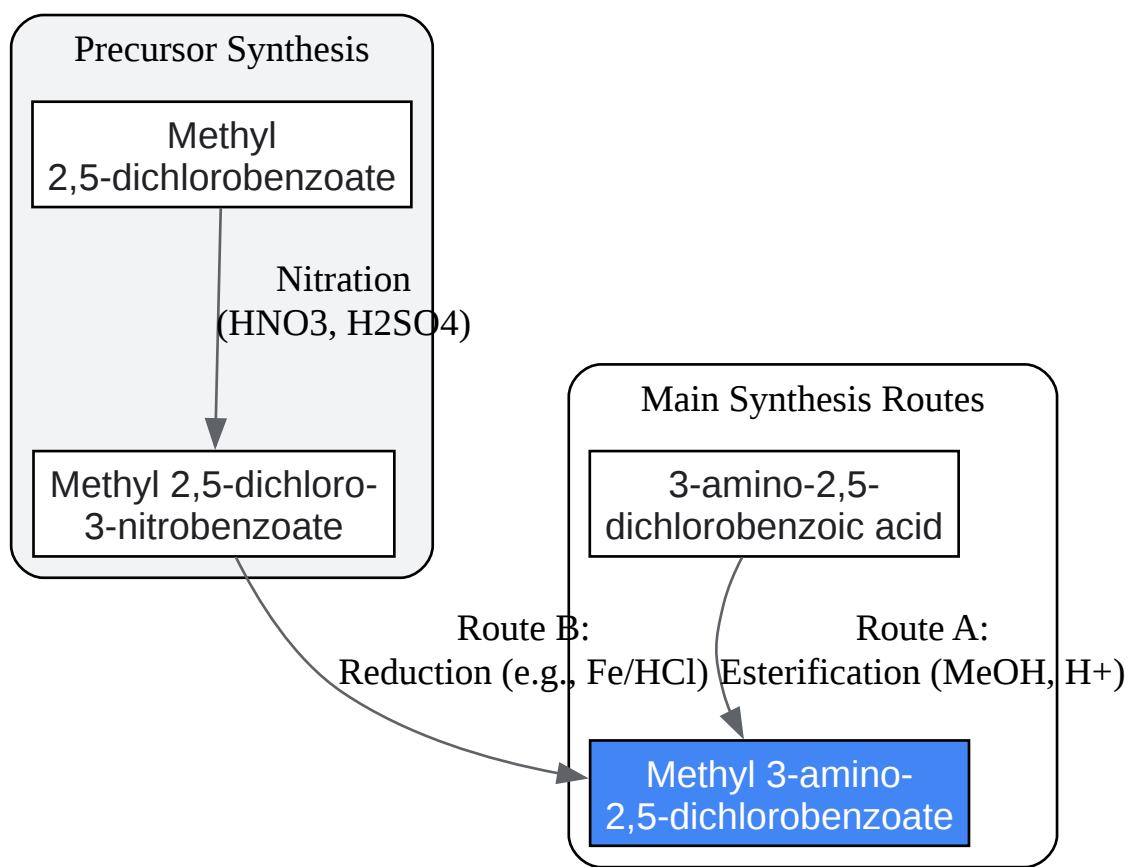 Precursor Synthesis
Methyl
2,5-dichlorobenzoate
Nitration
(HNO3, H2SO4)
Methyl 2,5-dichloro-
3-nitrobenzoate
Main Synthesis Routes
3-amino-2,5-
dichlorobenzoic acid
Route B:
Reduction (e.g., Fe/HCl)
Route A:
Esterification (MeOH, H+)
Methyl 3-amino-
2,5-dichlorobenzoate